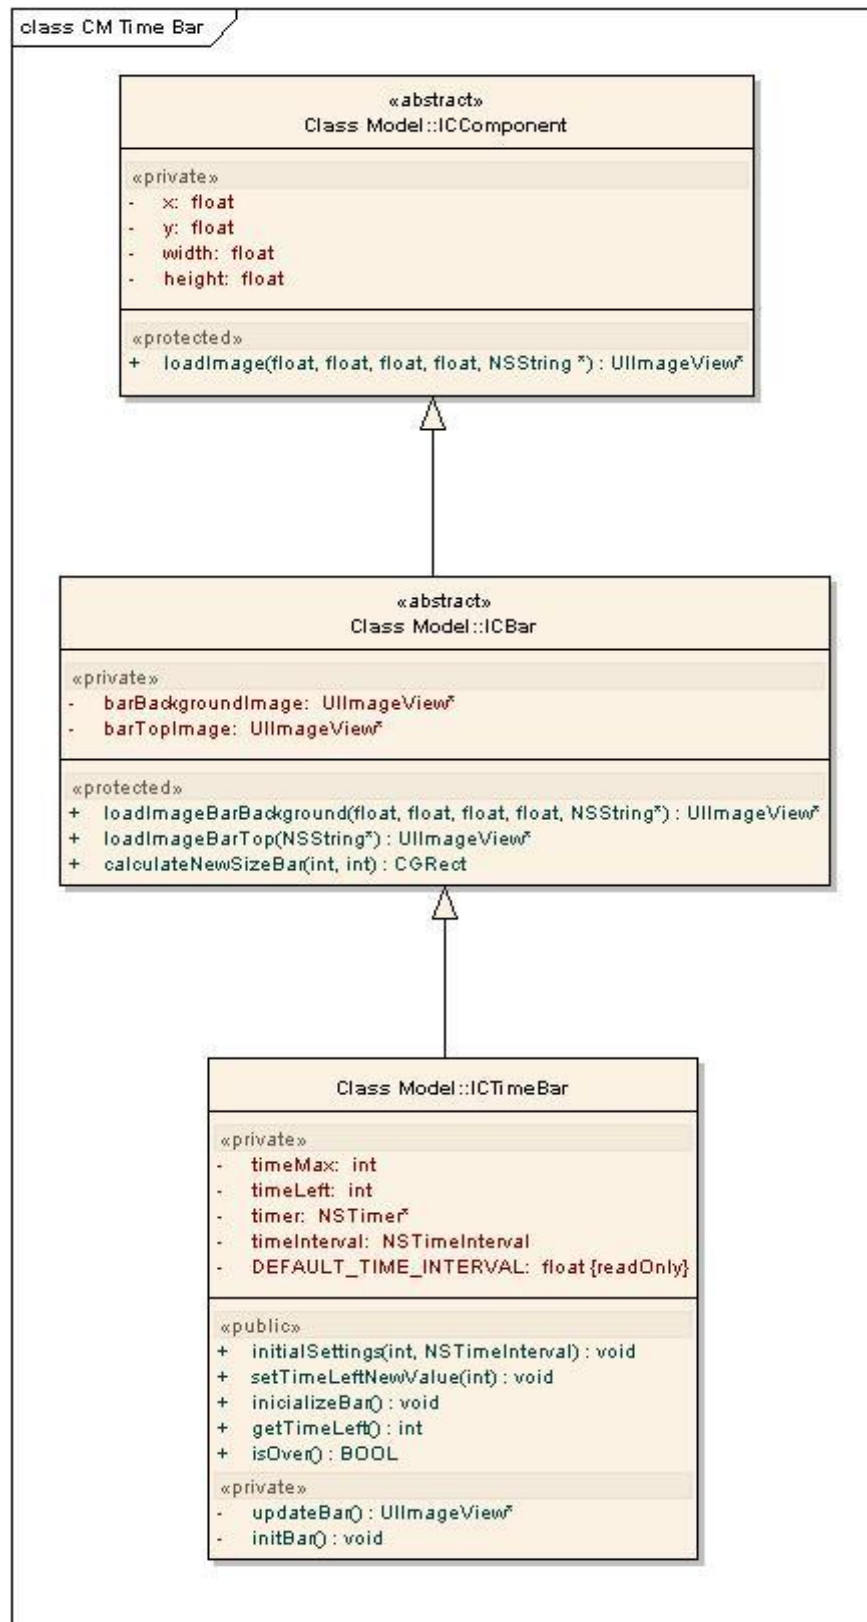 class CM Time Bar
«abstract»
Class Model::ICComponent
«private»
- x: float
- y: float
- width: float
- height: float
«protected»
+ loadImage(float, float, float, float, NSString *) : UIImageView*
«abstract»
Class Model::ICBar
«private»
- barBackgroundImage: UIImageView*
- barTopImage: UIImageView*
«protected»
+ loadImageBarBackground(float, float, float, float, NSString*) : UIImageView*
+ loadImageBarTop(NSString*) : UIImageView*
+ calculateNewSizeBar(int, int) : CGRect
Class Model::ICTimeBar
«private»
- timeMax: int
- timeLeft: int
- timer: NSTimer*
- timeInterval: NSTimeInterval
- DEFAULT_TIME_INTERVAL: float {readOnly}
«public»
+ initialSettings(int, NSTimeInterval) : void
+ setTimeLeftNewValue(int) : void
+ inicializeBar() : void
+ getTimeLeft() : int
+ isOver() : BOOL
«private»
- updateBar() : UIImageView*
- initBar() : void